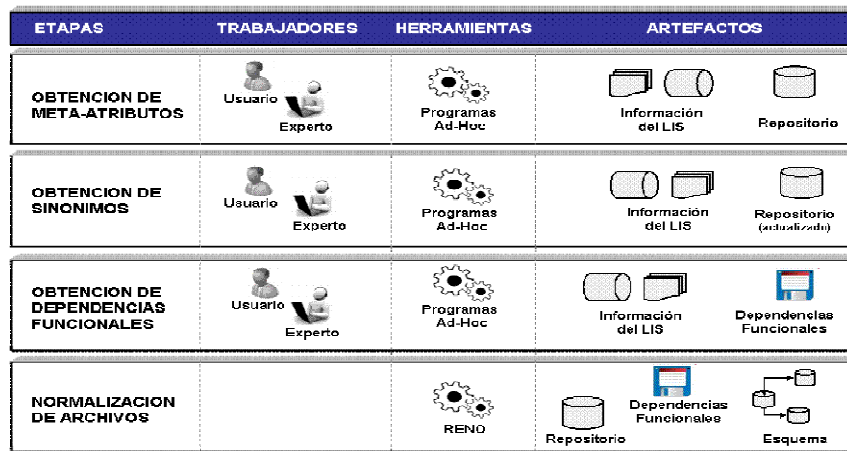 ETAPAS TRABAJADORES HERRAMIENTAS ARTEFACTOS
OBTENCION DE
META-ATRIBUTOS
Usuario
Experto
Programas
Ad-Hoc
Información
del LIS
Repositorio
OBTENCION DE
SINONIMOS
Usuario
Experto
Programas
Ad-Hoc
Información
del LIS
Repositorio
(actualizado)
OBTENCION DE
DEPENDENCIAS
FUNCIONALES
Usuario
Experto
Programas
Ad-Hoc
Información
del LIS
Dependencias
Funcionales
NORMALIZACION
DE ARCHIVOS
RENO
Repositorio
Dependencias
Funcionales
Esquema